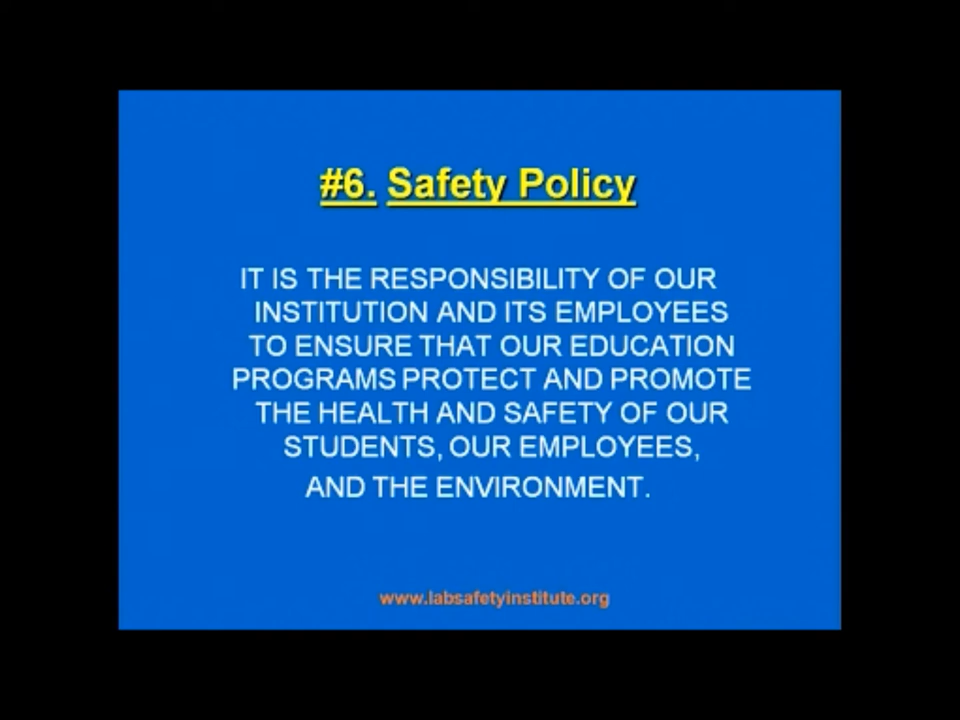 #6. Safety Policy
IT IS THE RESPONSIBILITY OF OUR
INSTITUTION AND ITS EMPLOYEES
TO ENSURE THAT OUR EDUCATION
PROGRAMS PROTECT AND PROMOTE
THE HEALTH AND SAFETY OF OUR
STUDENTS, OUR EMPLOYEES,
AND THE ENVIRONMENT.
www.labsafetyinstitute.org